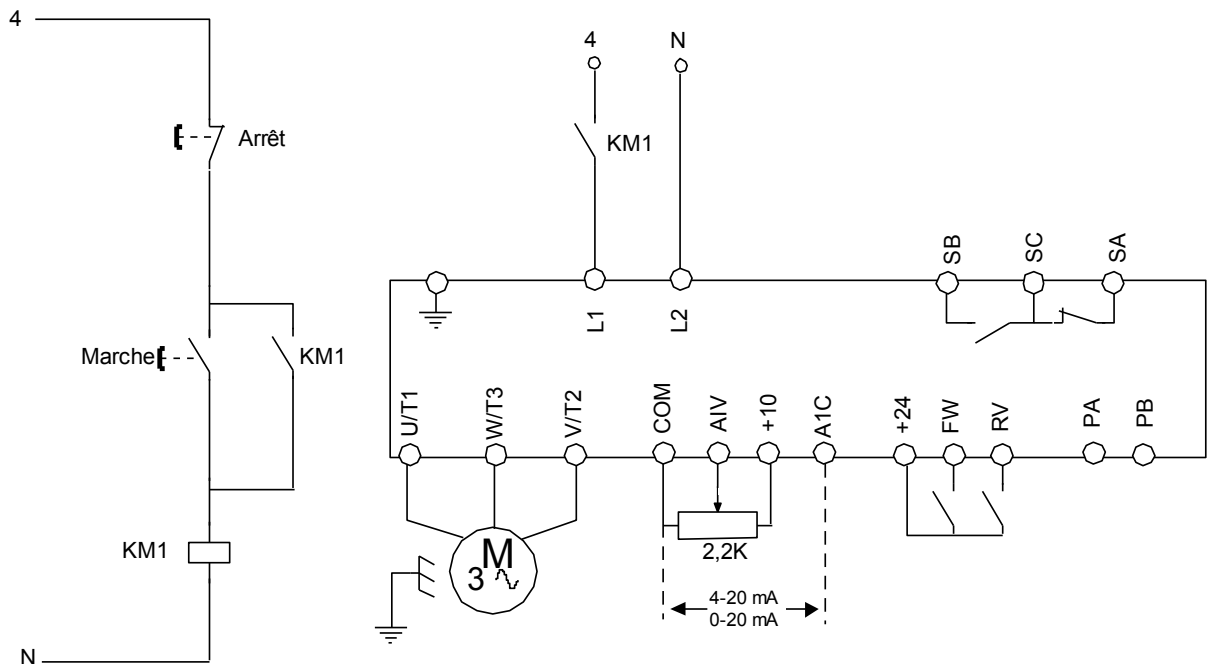 4
Arrêt
Marche
KM1
KM1
N
4
N
KM1
L1
L2
SB
SC
SA
U/T1
W/T3
V/T2
COM
AIV
+10
A1C
+24
FW
RV
PA
PB
M
3
2,2K
4-20 mA
0-20 mA